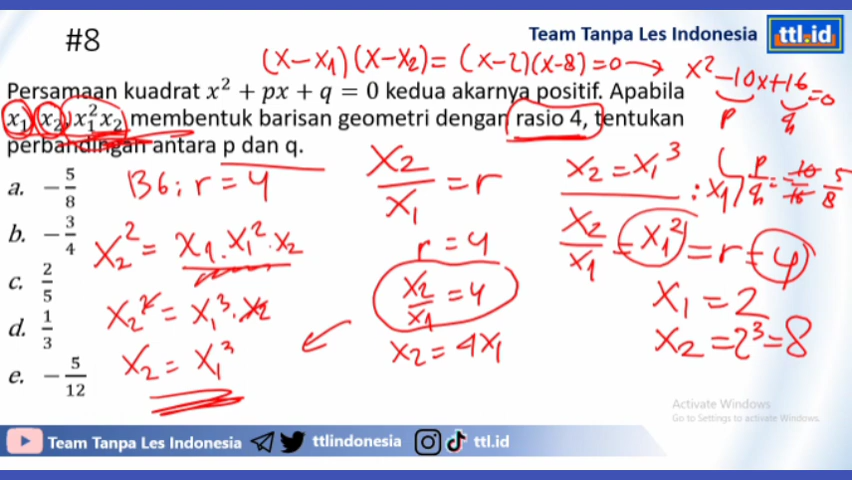 #8
Team Tanpa Les Indonesia
ttl.id
(x-x₁)(x-x₂)=(x-2)(x-8)=0 → x²-10x+16=0
p q
Persamaan kuadrat x² + px + q = 0 kedua akarnya positif. Apabila
x₁, x₂, x₁²x₂ membentuk barisan geometri dengan rasio 4, tentukan
perbandingan antara p dan q.
a. -5/8
b. -3/4
c. 2/5
d. 1/3
e. -5/12
BG: r = 4
x₂² = x₁.x₁².x₂
x₂² = x₁³.x₂
x₂ = x₁³
x₂/x₁ = r
r = 4
x₂/x₁ = 4
x₂ = 4x₁
x₂ = x₁³
: x₁
x₂/x₁ = x₁² = r = 4
x₁ = 2
x₂ = 2³ = 8
p/q = -10/16 5/8
Activate Windows
Go to Settings to activate Windows.
Team Tanpa Les Indonesia
ttlindonesia
ttl.id